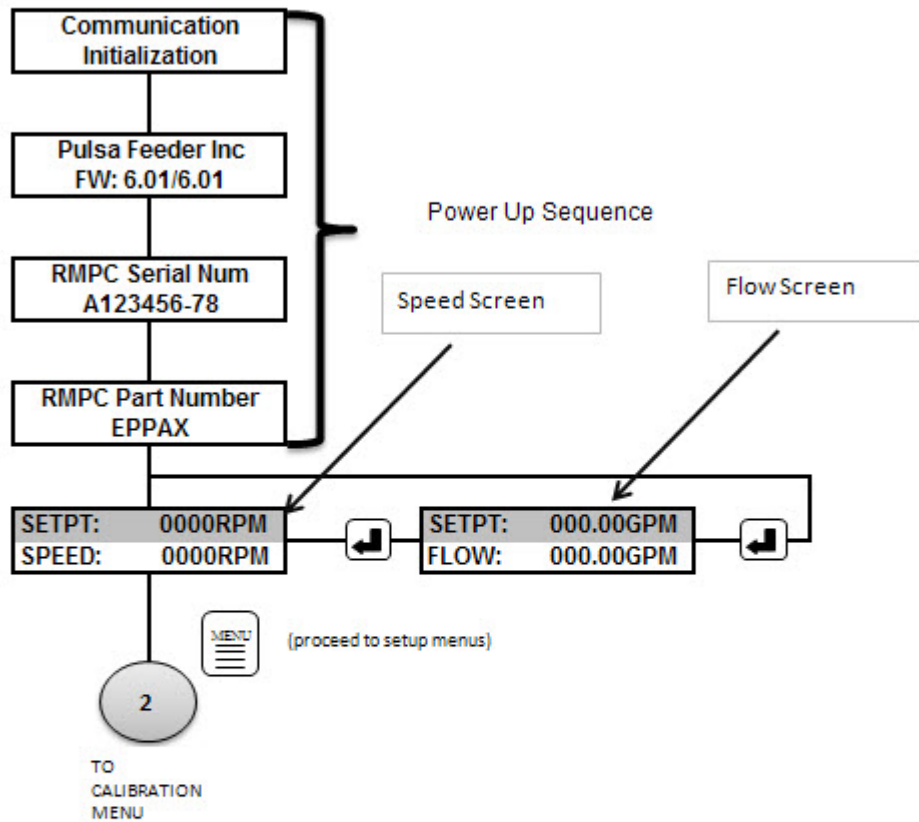 Communication
Initialization
Pulsa Feeder Inc
FW: 6.01/6.01
Power Up Sequence
RMPC Serial Num
A123456-78
Speed Screen
Flow Screen
RMPC Part Number
EPPAX
SETPT: 0000RPM
SPEED: 0000RPM
SETPT: 000.00GPM
FLOW: 000.00GPM
MENU
(proceed to setup menus)
2
TO
CALIBRATION
MENU